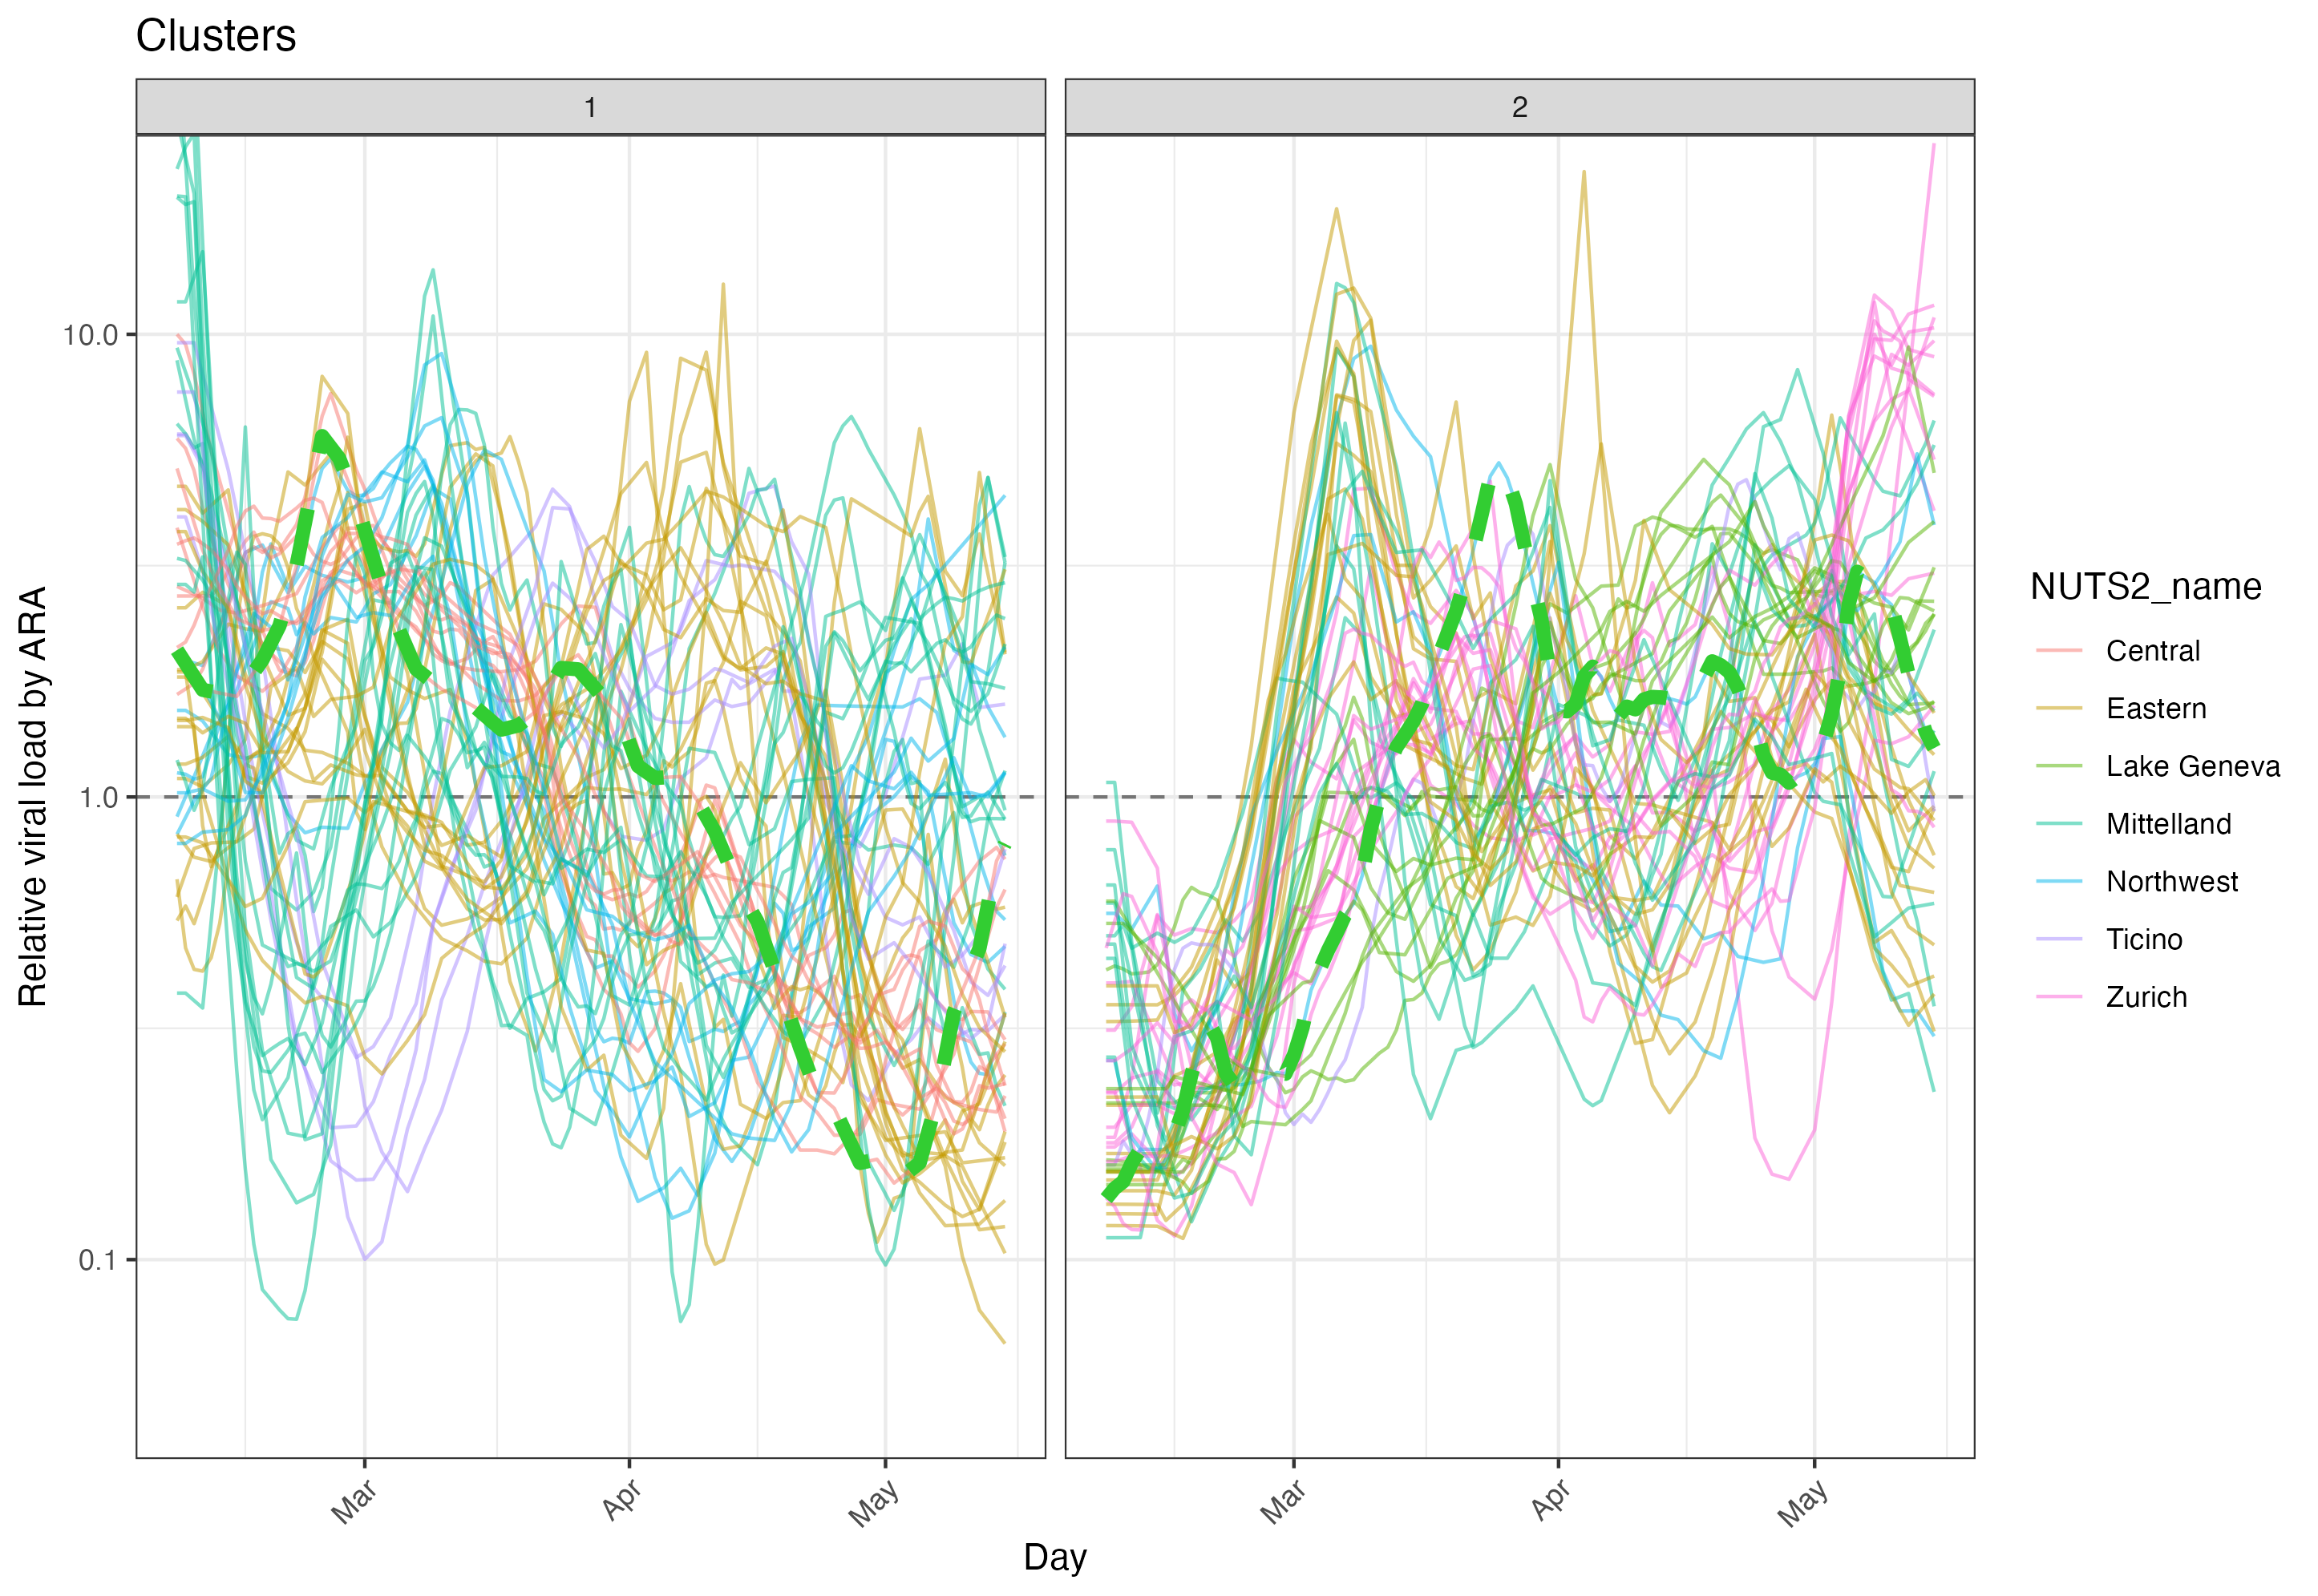 Clusters
1
2
Relative viral load by ARA
10.0
1.0
0.1
Mar
Apr
May
Mar
Apr
May
Day
NUTS2_name
Central
Eastern
Lake Geneva
Mittelland
Northwest
Ticino
Zurich